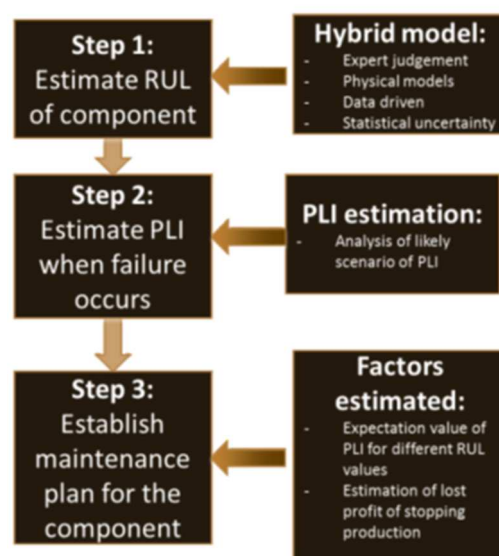 Step 1:
Estimate RUL
of component
Hybrid model:
- Expert judgement
- Physical models
- Data driven
- Statistical uncertainty
Step 2:
Estimate PLI
when failure
occurs
PLI estimation:
- Analysis of likely
scenario of PLI
Step 3:
Establish
maintenance
plan for the
component
Factors
estimated:
- Expectation value of
PLI for different RUL
values
- Estimation of lost
profit of stopping
production